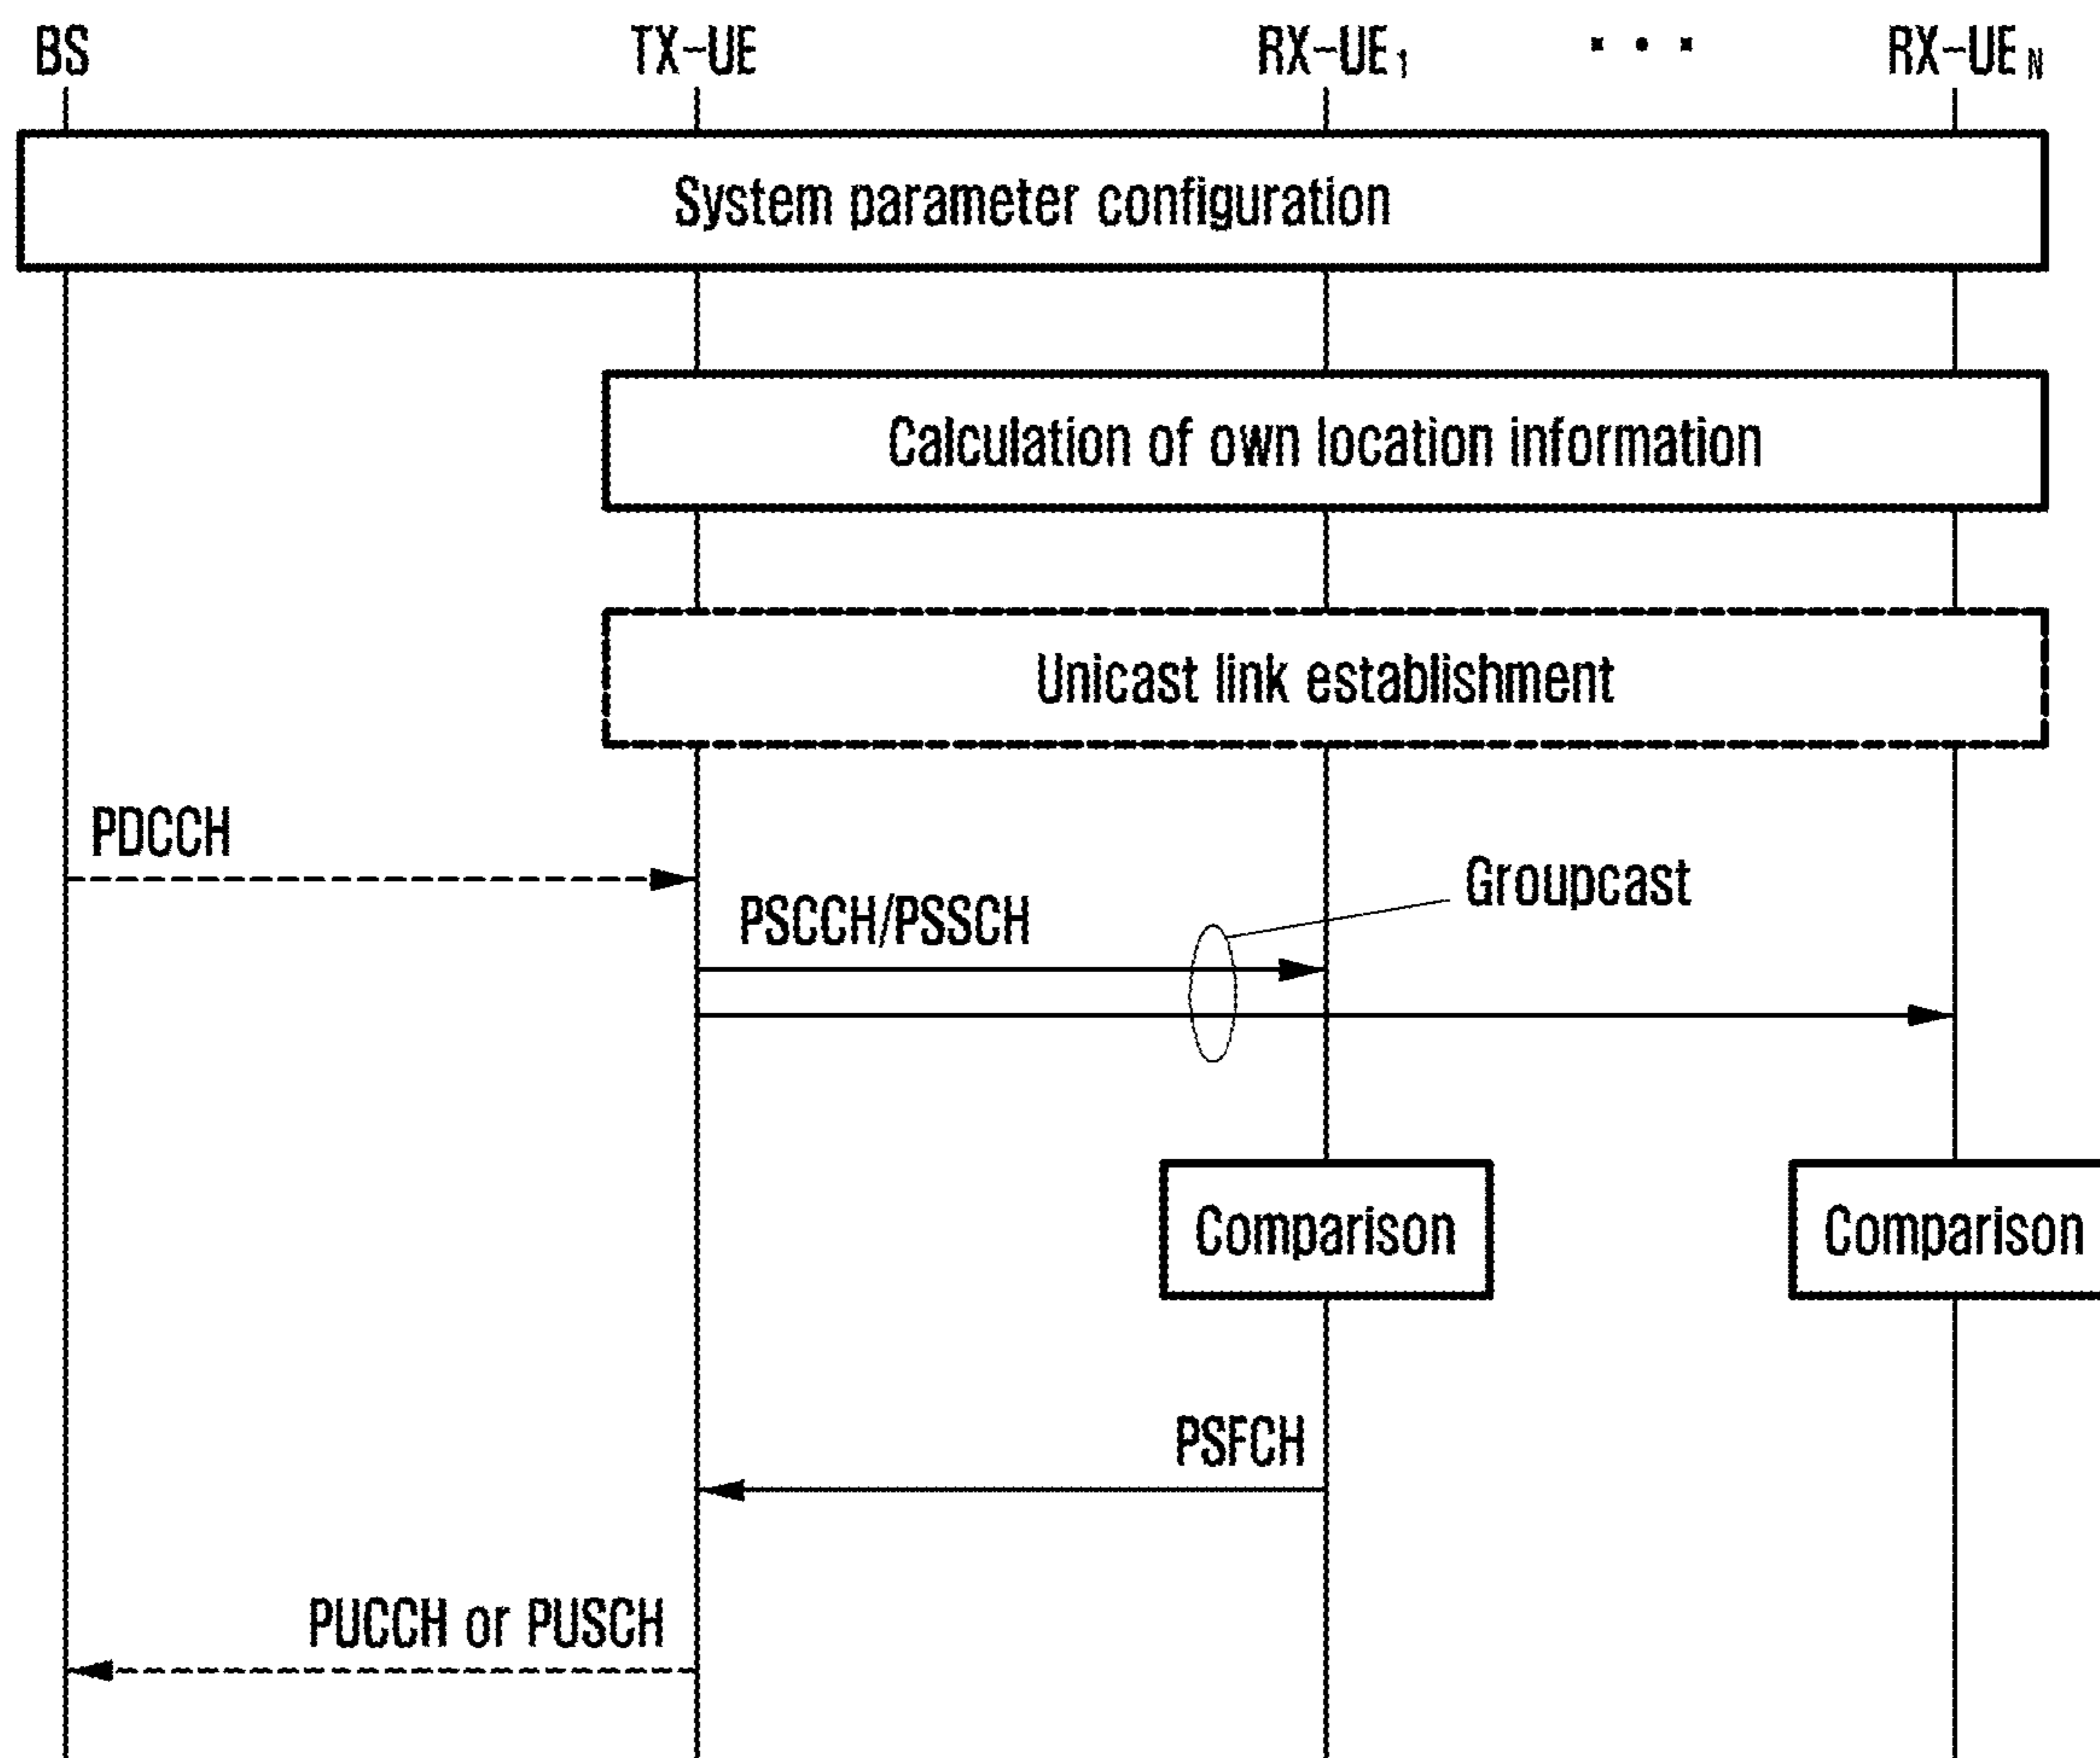 BS TX-UE RX-UE1 ... RX-UEN
System parameter configuration
Calculation of own location information
Unicast link establishment
PDCCH
Groupcast
PSCCH/PSSCH
Comparison Comparison
PSFCH
PUCCH or PUSCH